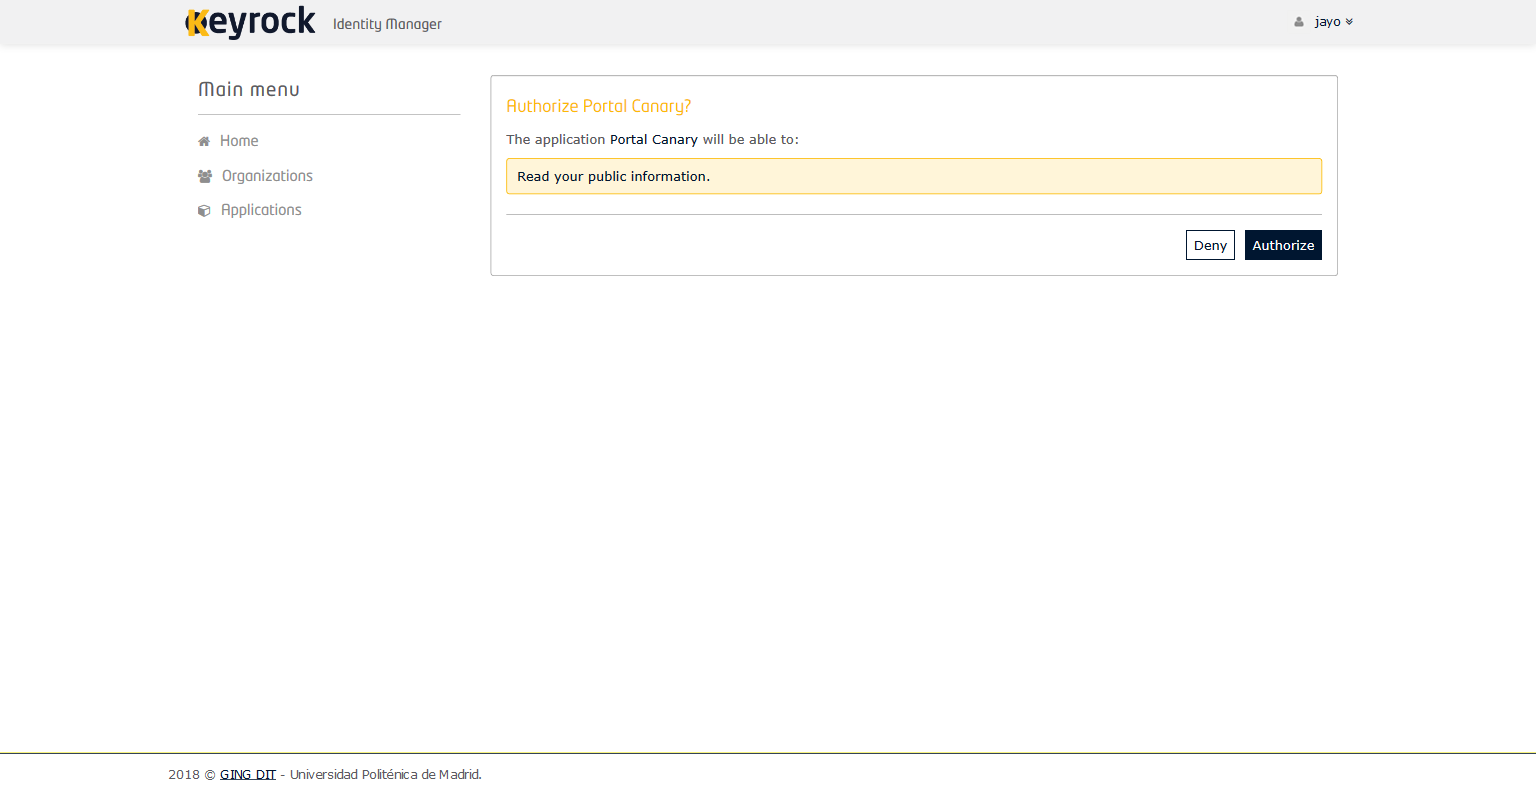 Keyrock Identity Manager
jayo
Main menu
Home
Organizations
Applications
Authorize Portal Canary?
The application Portal Canary will be able to:
Read your public information.
Deny Authorize
2018 © GING DIT - Universidad Politénica de Madrid.